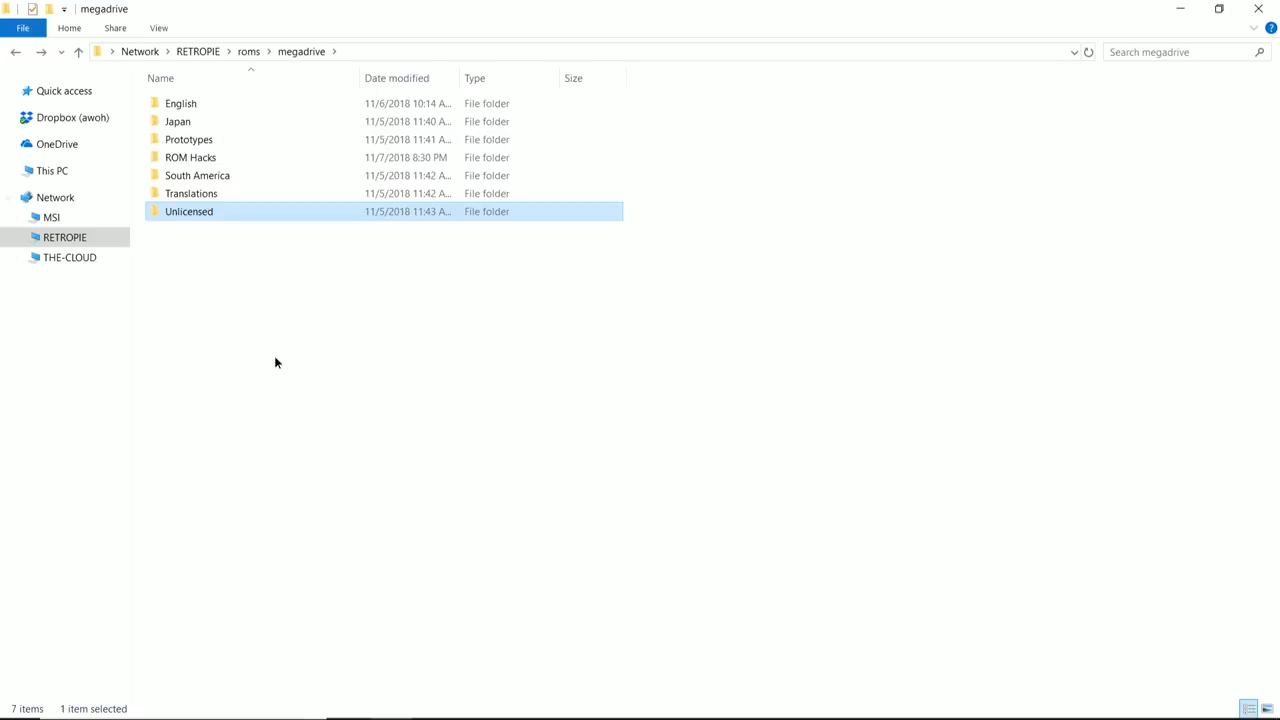 megadrive
File Home Share View
Network RETROPIE roms megadrive Search megadrive
Name Date modified Type Size
Quick access
Dropbox (awoh)
OneDrive
This PC
Network
MSI
RETROPIE
THE-CLOUD
English 11/6/2018 10:14 A... File folder
Japan 11/5/2018 11:40 A... File folder
Prototypes 11/5/2018 11:41 A... File folder
ROM Hacks 11/7/2018 8:30 PM File folder
South America 11/5/2018 11:42 A... File folder
Translations 11/5/2018 11:42 A... File folder
Unlicensed 11/5/2018 11:43 A... File folder
7 items 1 item selected